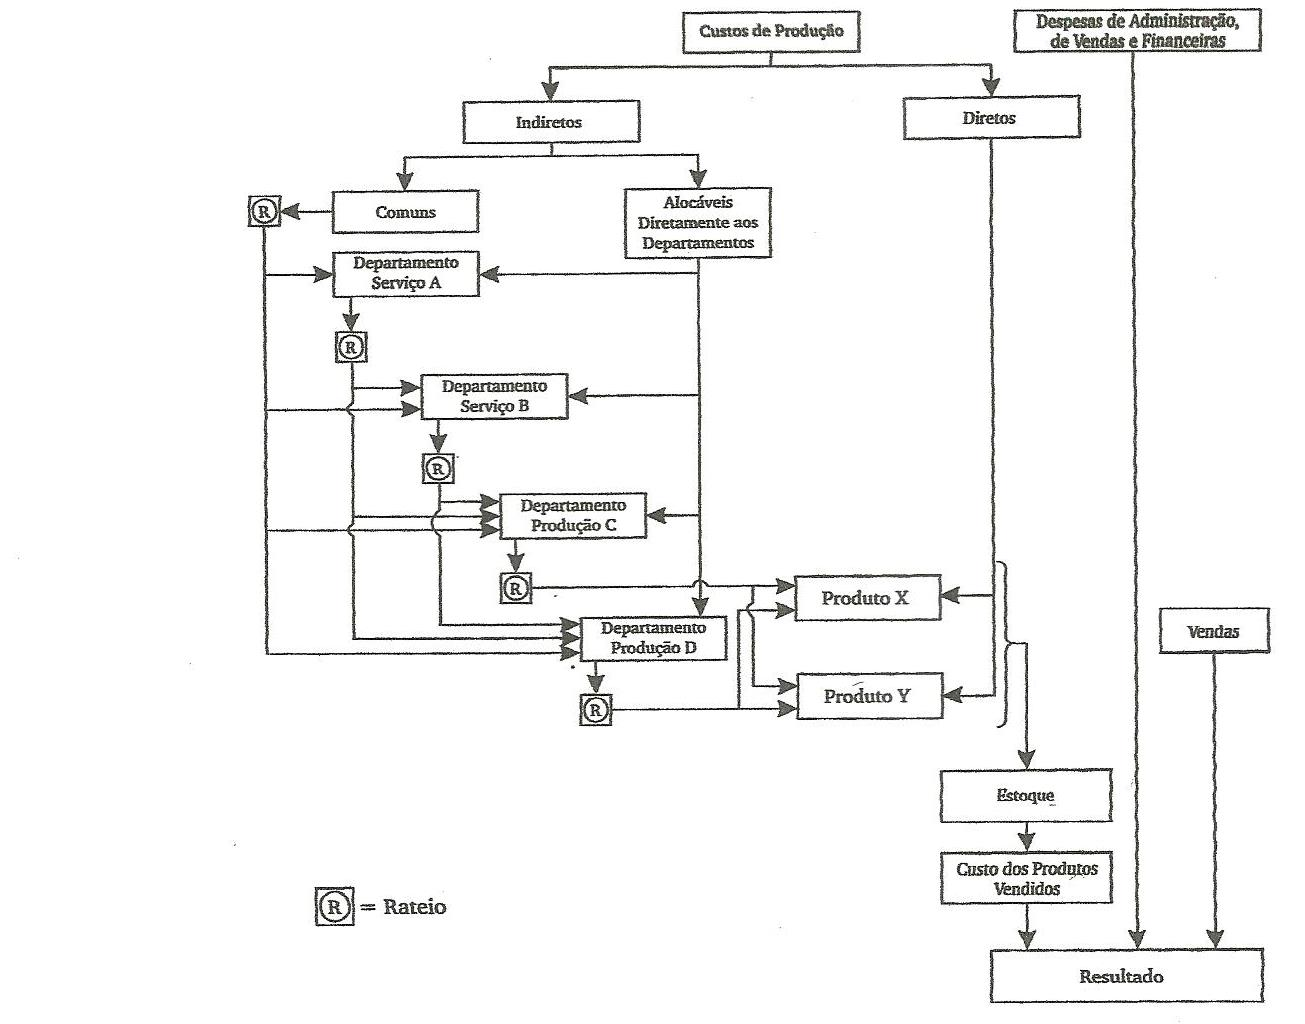 Custos de Produção
Despesas de Administração,
de Vendas e Financeiras
Indiretos
Diretos
R
Comuns
Alocáveis
Diretamente aos
Departamentos
Departamento
Serviço A
R
Departamento
Serviço B
R
Departamento
Produção C
R
Produto X
Departamento
Produção D
Vendas
R
Produto Y
Estoque
Custo dos Produtos
Vendidos
R = Rateio
Resultado